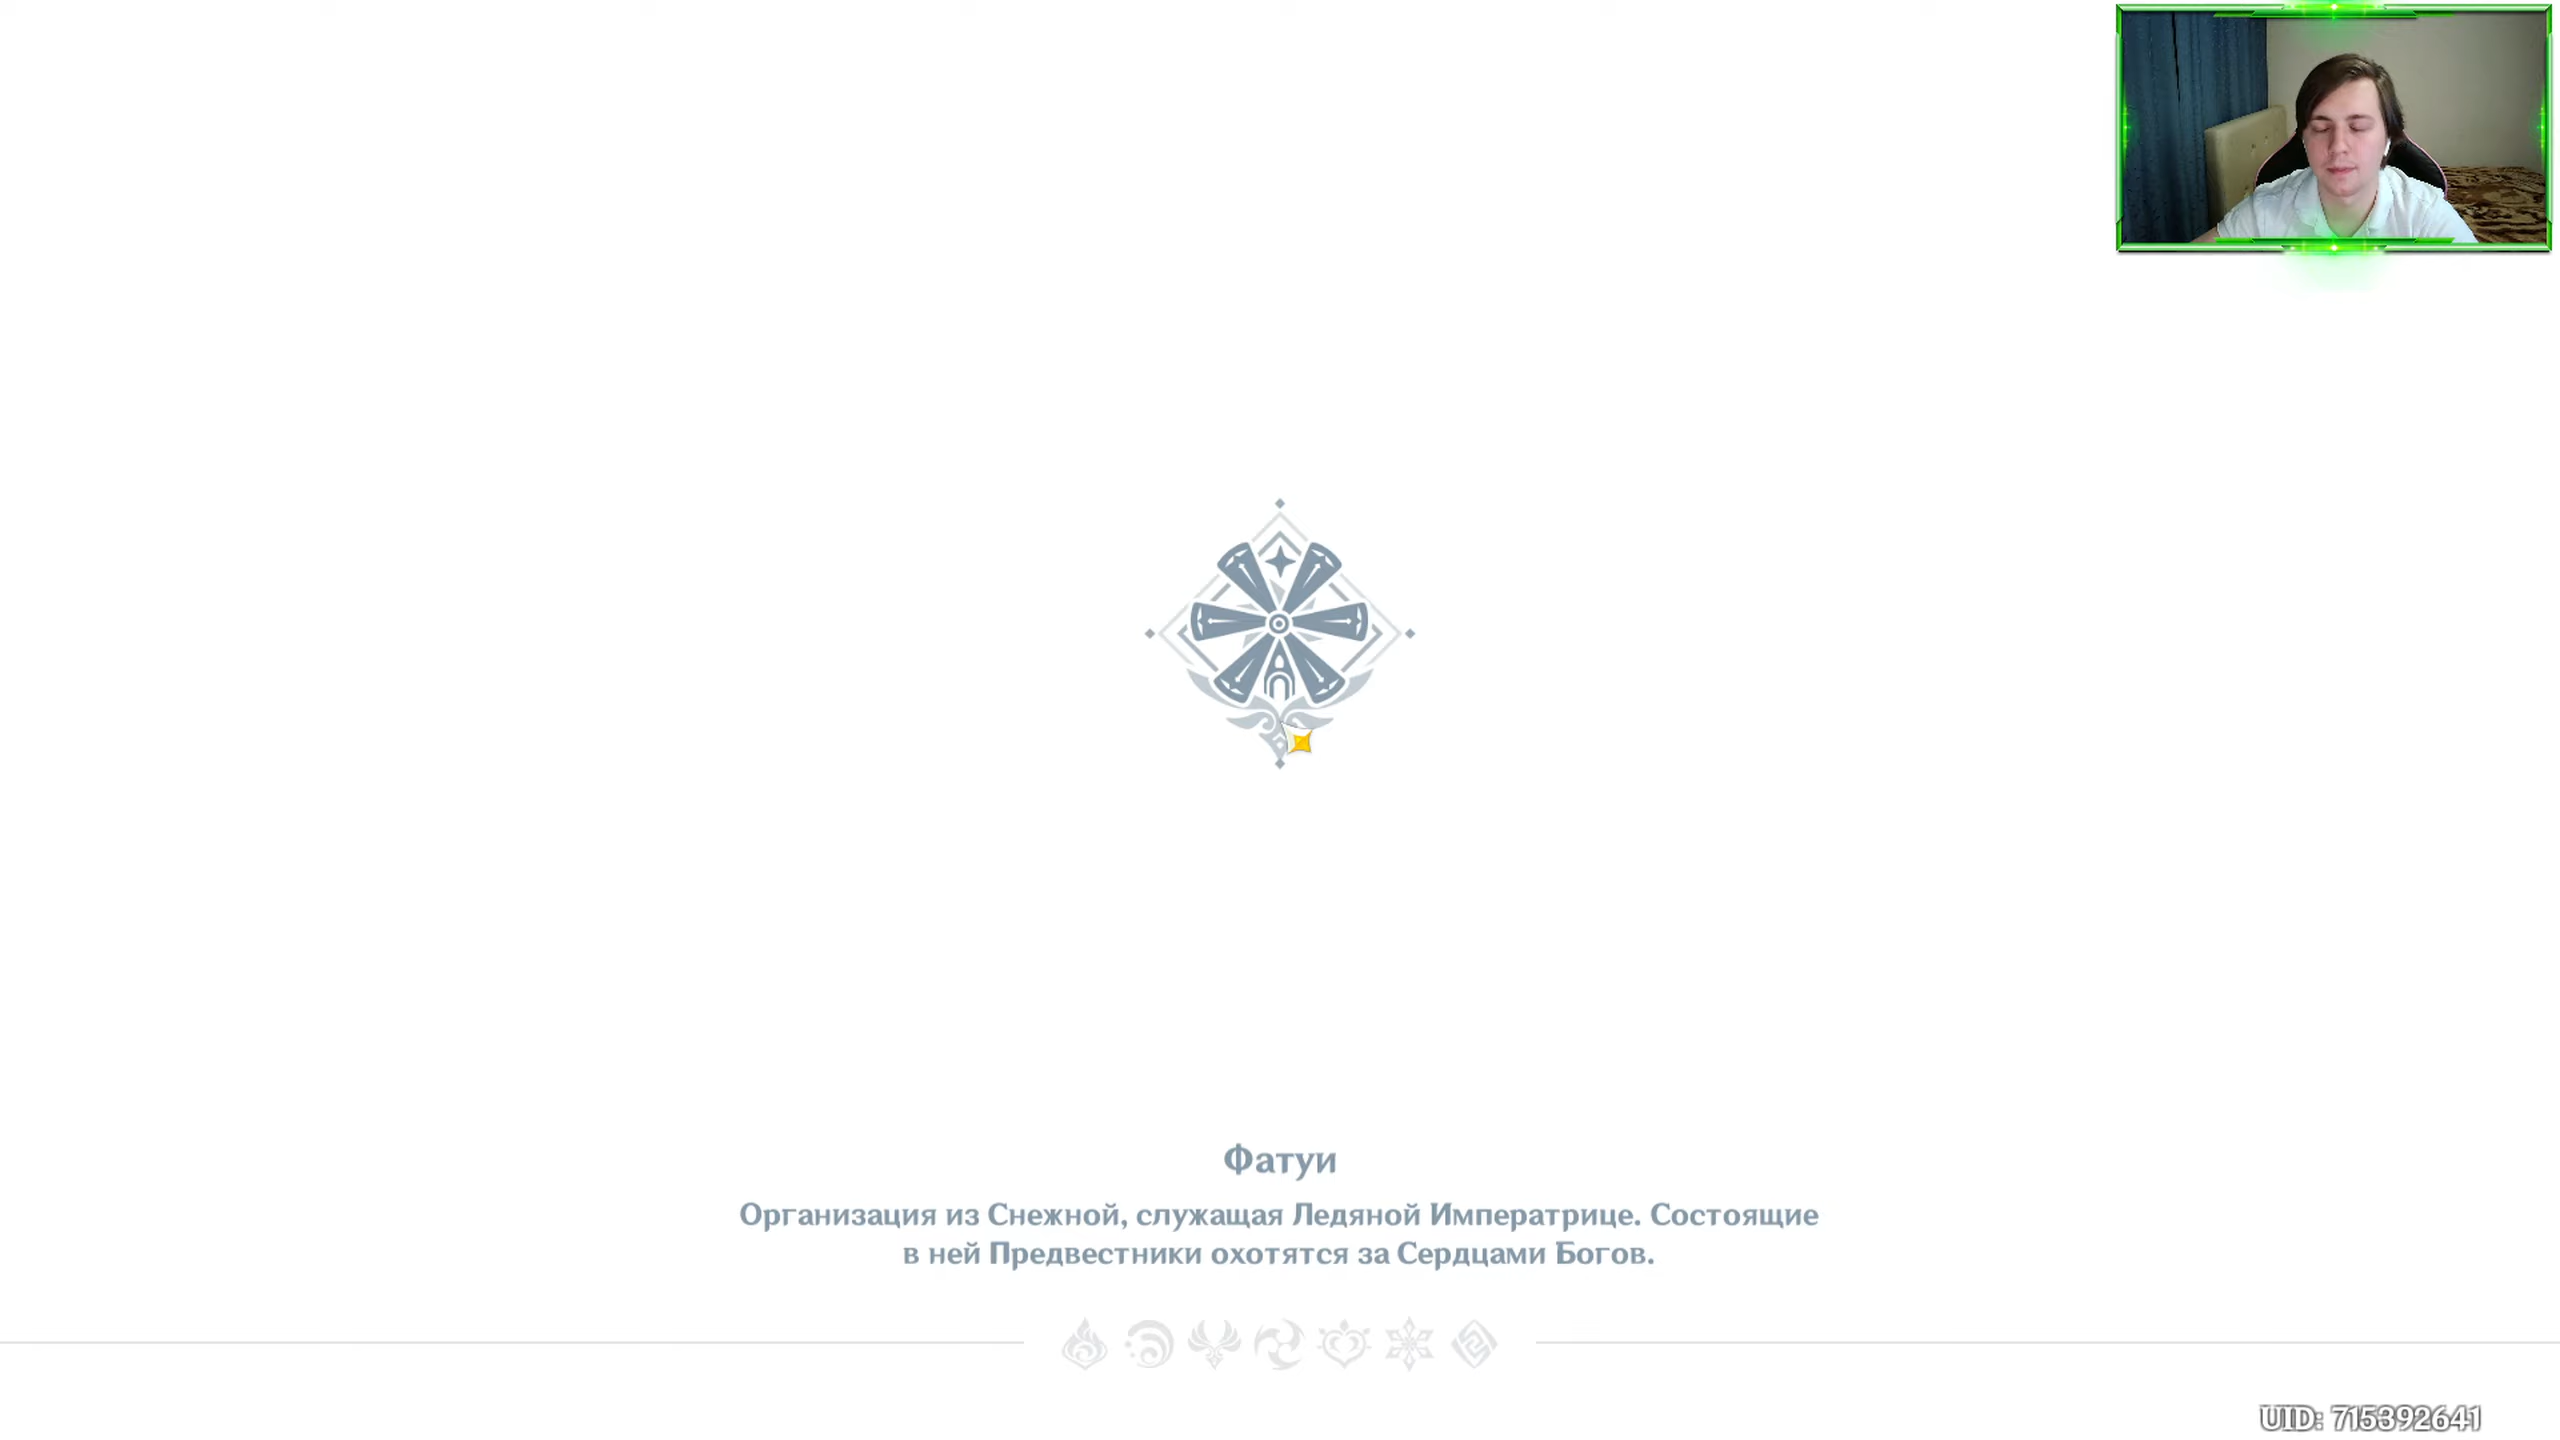 Фатуи
Организация из Снежной, служащая Ледяной Императрице. Состоящие
в ней Предвестники охотятся за Сердцами Богов.
UID: 715392641